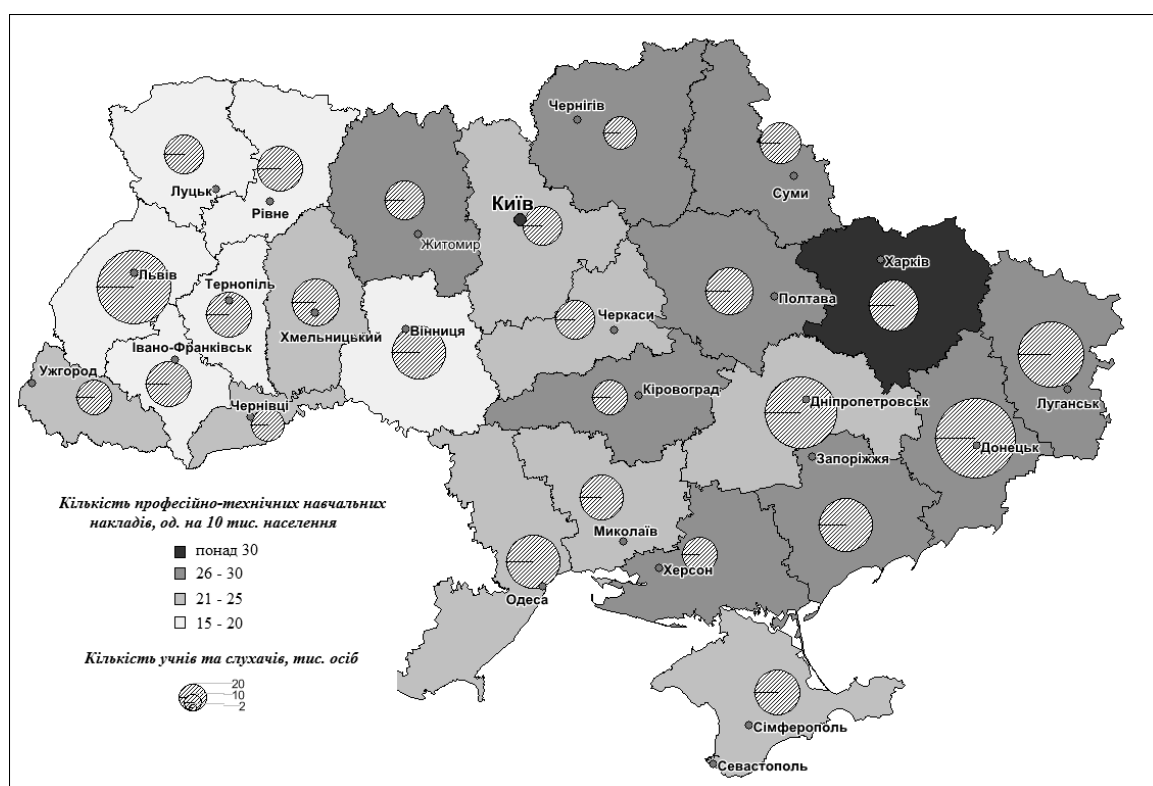 Чернігів
Суми
Луцьк
Рівне
Київ
Житомир
Харків
Львів
Тернопіль
Полтава
Хмельницький
Вінниця
Черкаси
Івано-Франківськ
Ужгород
Кіровоград
Луганськ
Чернівці
Дніпропетровськ
Донецьк
Запоріжжя
Кількість професійно-технічних навчальних
накладів, од. на 10 тис. населення
понад 30
26 - 30
21 - 25
15 - 20
Миколаїв
Херсон
Одеса
Кількість учнів та слухачів, тис. осіб
20
10
2
Сімферополь
Севастополь